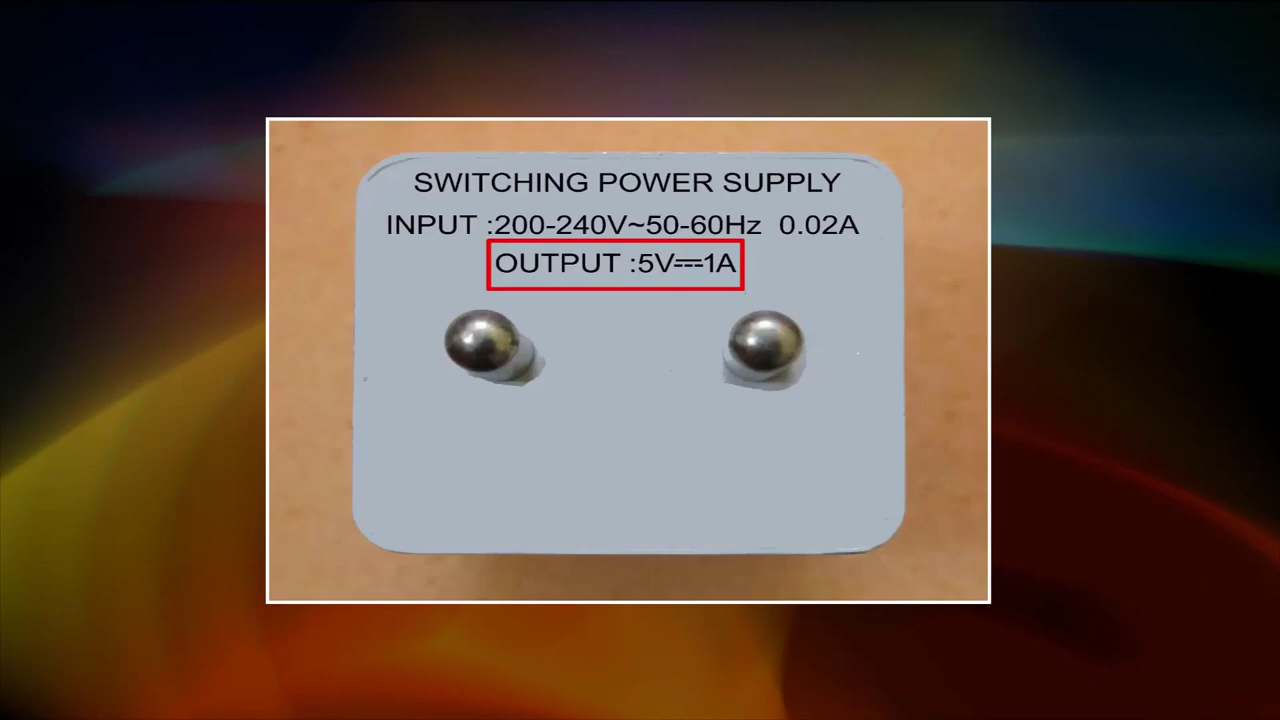 SWITCHING POWER SUPPLY
INPUT :200-240V~50-60Hz 0.02A
OUTPUT :5V⎓1A